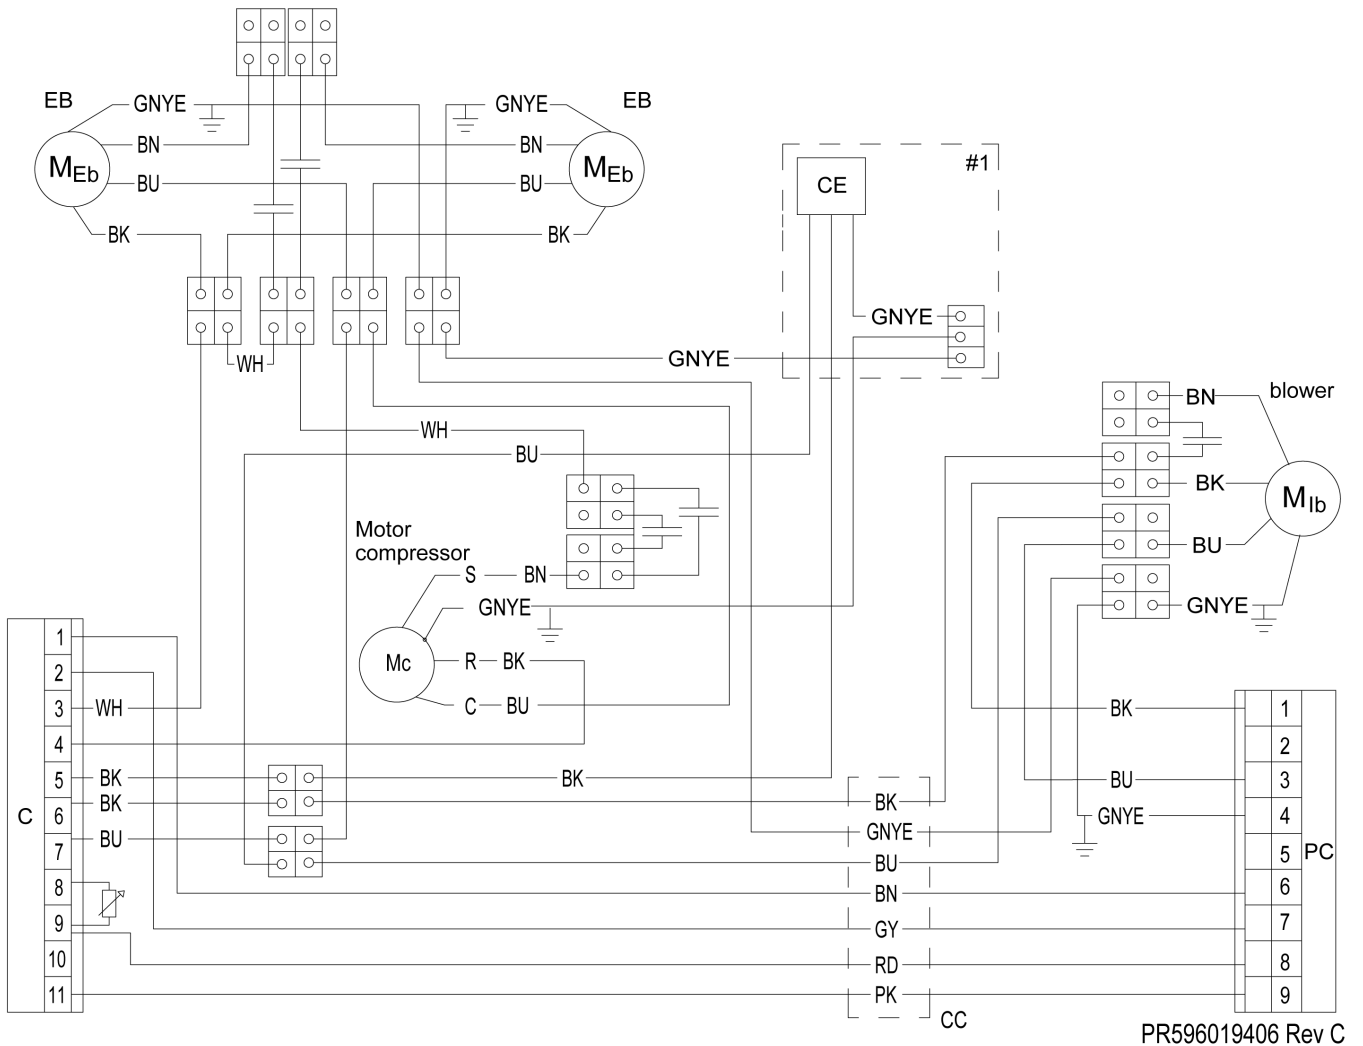 EB
GNYE
GNYE
EB
BN
BN
MEb
BU
BU
MEb
BK
BK
#1
CE
GNYE
WH
GNYE
WH
BU
BN
blower
BK
MIb
BU
GNYE
Motor
compressor
S
BN
GNYE
Mc
R
BK
C
BU
C
1
2
3
WH
4
5
BK
6
BK
7
BU
8
9
10
11
BK
BK
GNYE
BU
BN
GY
RD
PK
CC
BK
BU
GNYE
1
2
3
4
5
6
7
8
9
PC
PR596019406 Rev C